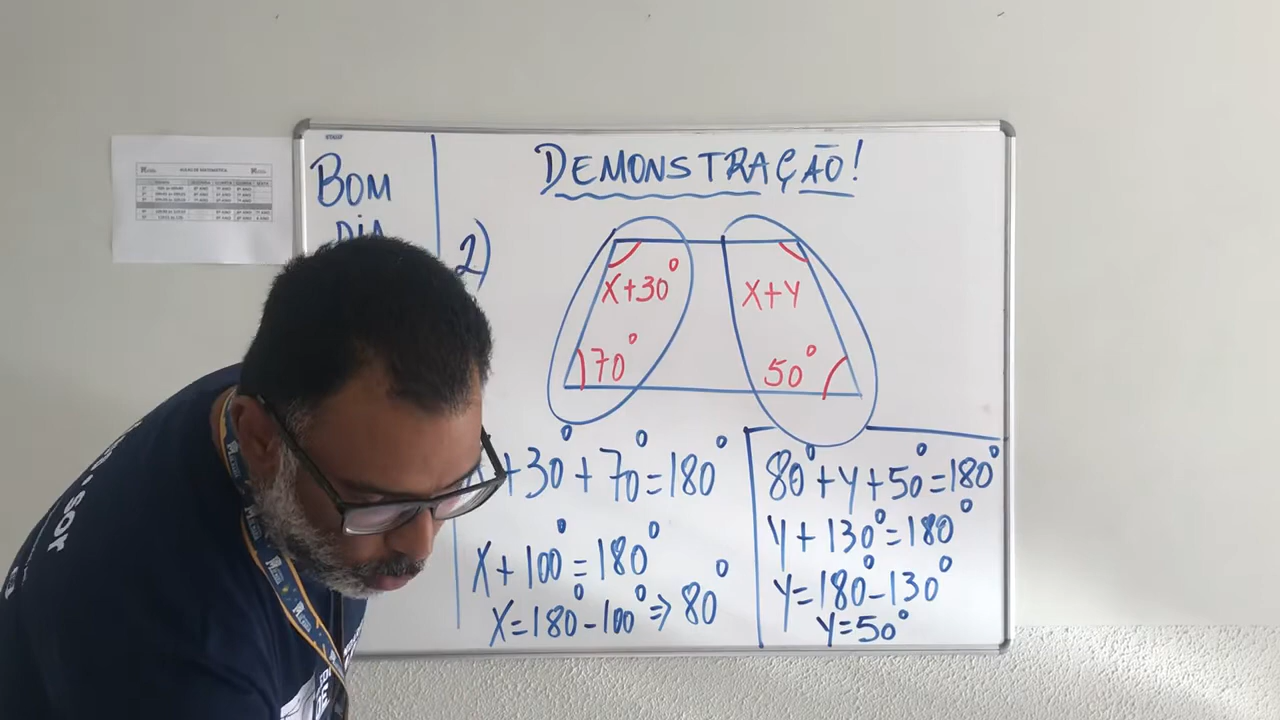 BOM
DIA
DEMONSTRAÇÃO!
2)
X+30°
X+Y
70°
50°
X+30°+70°=180°
X+100°=180°
X=180°-100°⇒80°
80°+Y+50°=180°
Y+130°=180°
Y=180°-130°
Y=50°